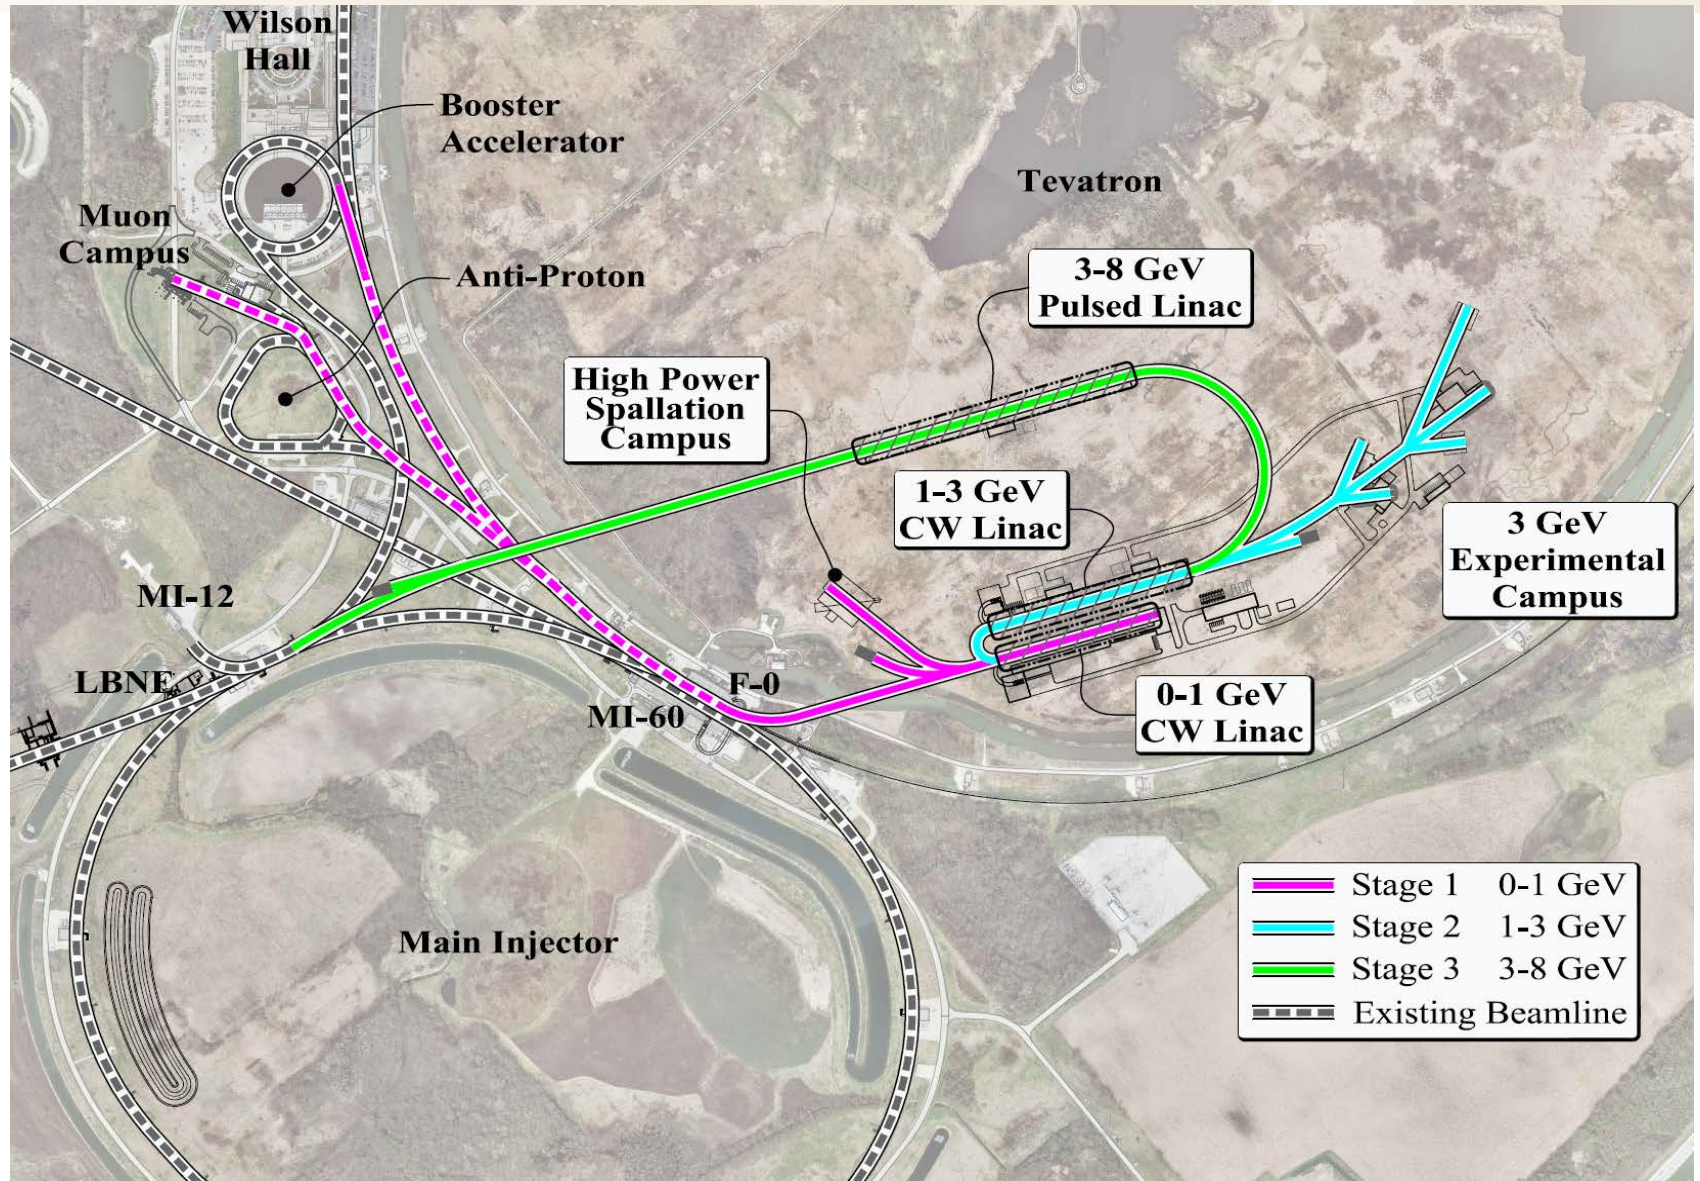 Wilson
Hall
Booster
Accelerator
Tevatron
Muon
Campus
Anti-Proton
3-8 GeV
Pulsed Linac
High Power
Spallation
Campus
1-3 GeV
CW Linac
3 GeV
Experimental
Campus
MI-12
LBNE
F-0
MI-60
0-1 GeV
CW Linac
Main Injector
Stage 1 0-1 GeV
Stage 2 1-3 GeV
Stage 3 3-8 GeV
Existing Beamline